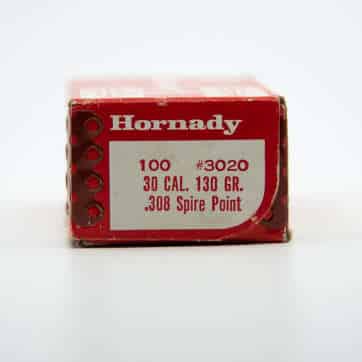 Hornady
100 #3020
30 CAL. 130 GR.
.308 Spire Point